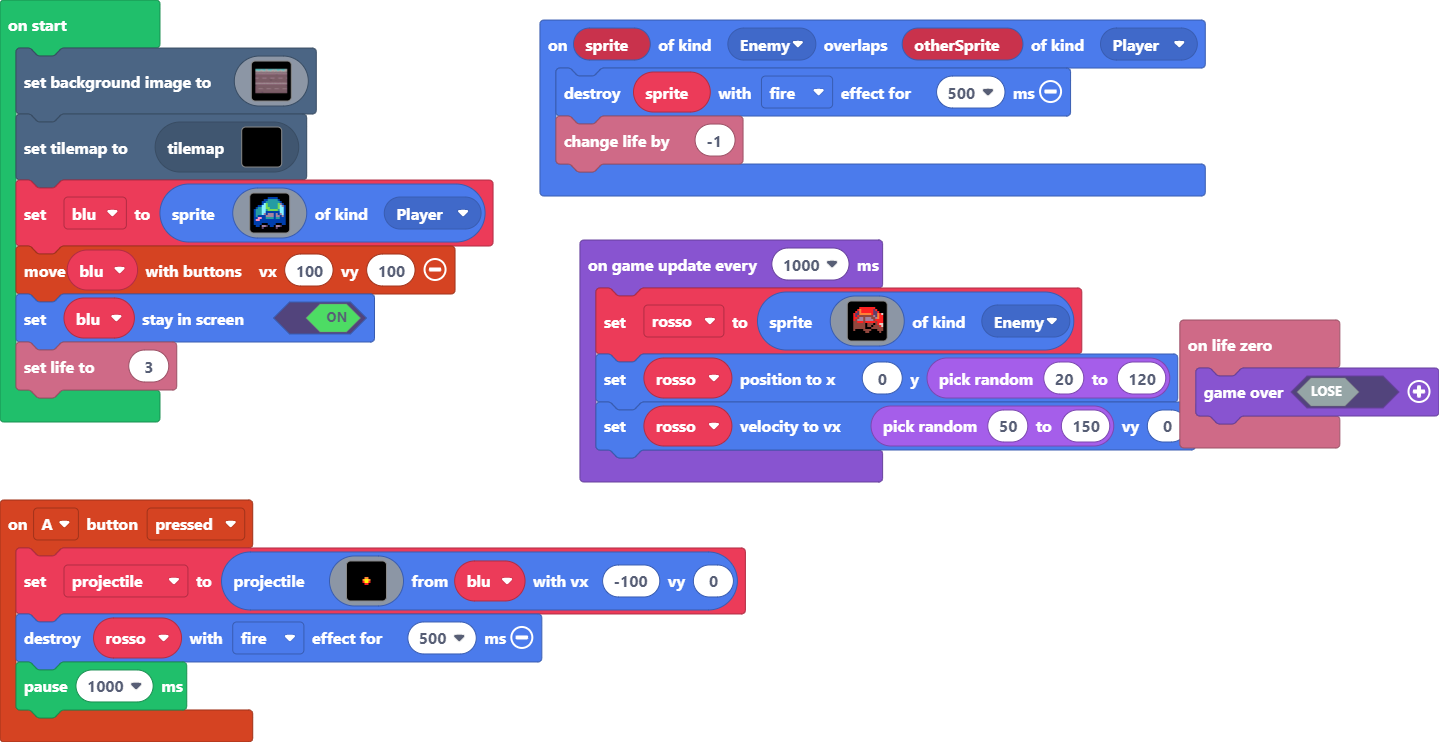 on start
set background image to
set tilemap to tilemap
set blu to sprite of kind Player
move blu with buttons vx 100 vy 100
set blu stay in screen ON
set life to 3
on sprite of kind Enemy overlaps otherSprite of kind Player
destroy sprite with fire effect for 500 ms
change life by -1
on game update every 1000 ms
set rosso to sprite of kind Enemy
set rosso position to x 0 y pick random 20 to 120
set rosso velocity to vx pick random 50 to 150 vy 0
on life zero
game over LOSE
on A button pressed
set projectile to projectile from blu with vx -100 vy 0
destroy rosso with fire effect for 500 ms
pause 1000 ms